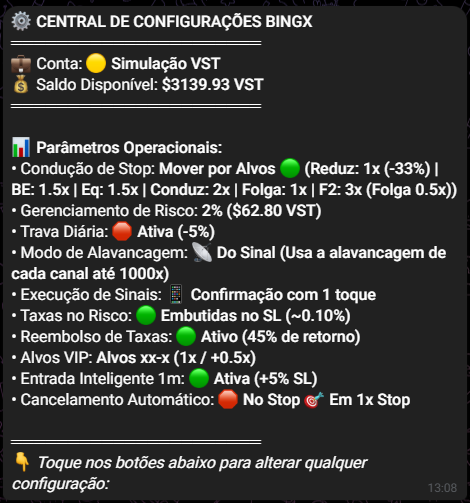 ⚙️ CENTRAL DE CONFIGURAÇÕES BINGX
💼 Conta: 🟡 Simulação VST
💰 Saldo Disponível: $3139.93 VST
📊 Parâmetros Operacionais:
• Condução de Stop: Mover por Alvos 🟢 (Reduz: 1x (-33%) |
BE: 1.5x | Eq: 1.5x | Conduz: 2x | Folga: 1x | F2: 3x (Folga 0.5x))
• Gerenciamento de Risco: 2% ($62.80 VST)
• Trava Diária: 🛑 Ativa (-5%)
• Modo de Alavancagem: 📡 Do Sinal (Usa a alavancagem de
cada canal até 1000x)
• Execução de Sinais: 📱 Confirmação com 1 toque
• Taxas no Risco: 🟢 Embutidas no SL (~0.10%)
• Reembolso de Taxas: 🟢 Ativo (45% de retorno)
• Alvos VIP: Alvos xx-x (1x / +0.5x)
• Entrada Inteligente 1m: 🟢 Ativa (+5% SL)
• Cancelamento Automático: 🛑 No Stop 🎯 Em 1x Stop
👇 Toque nos botões abaixo para alterar qualquer
configuração:
13:08